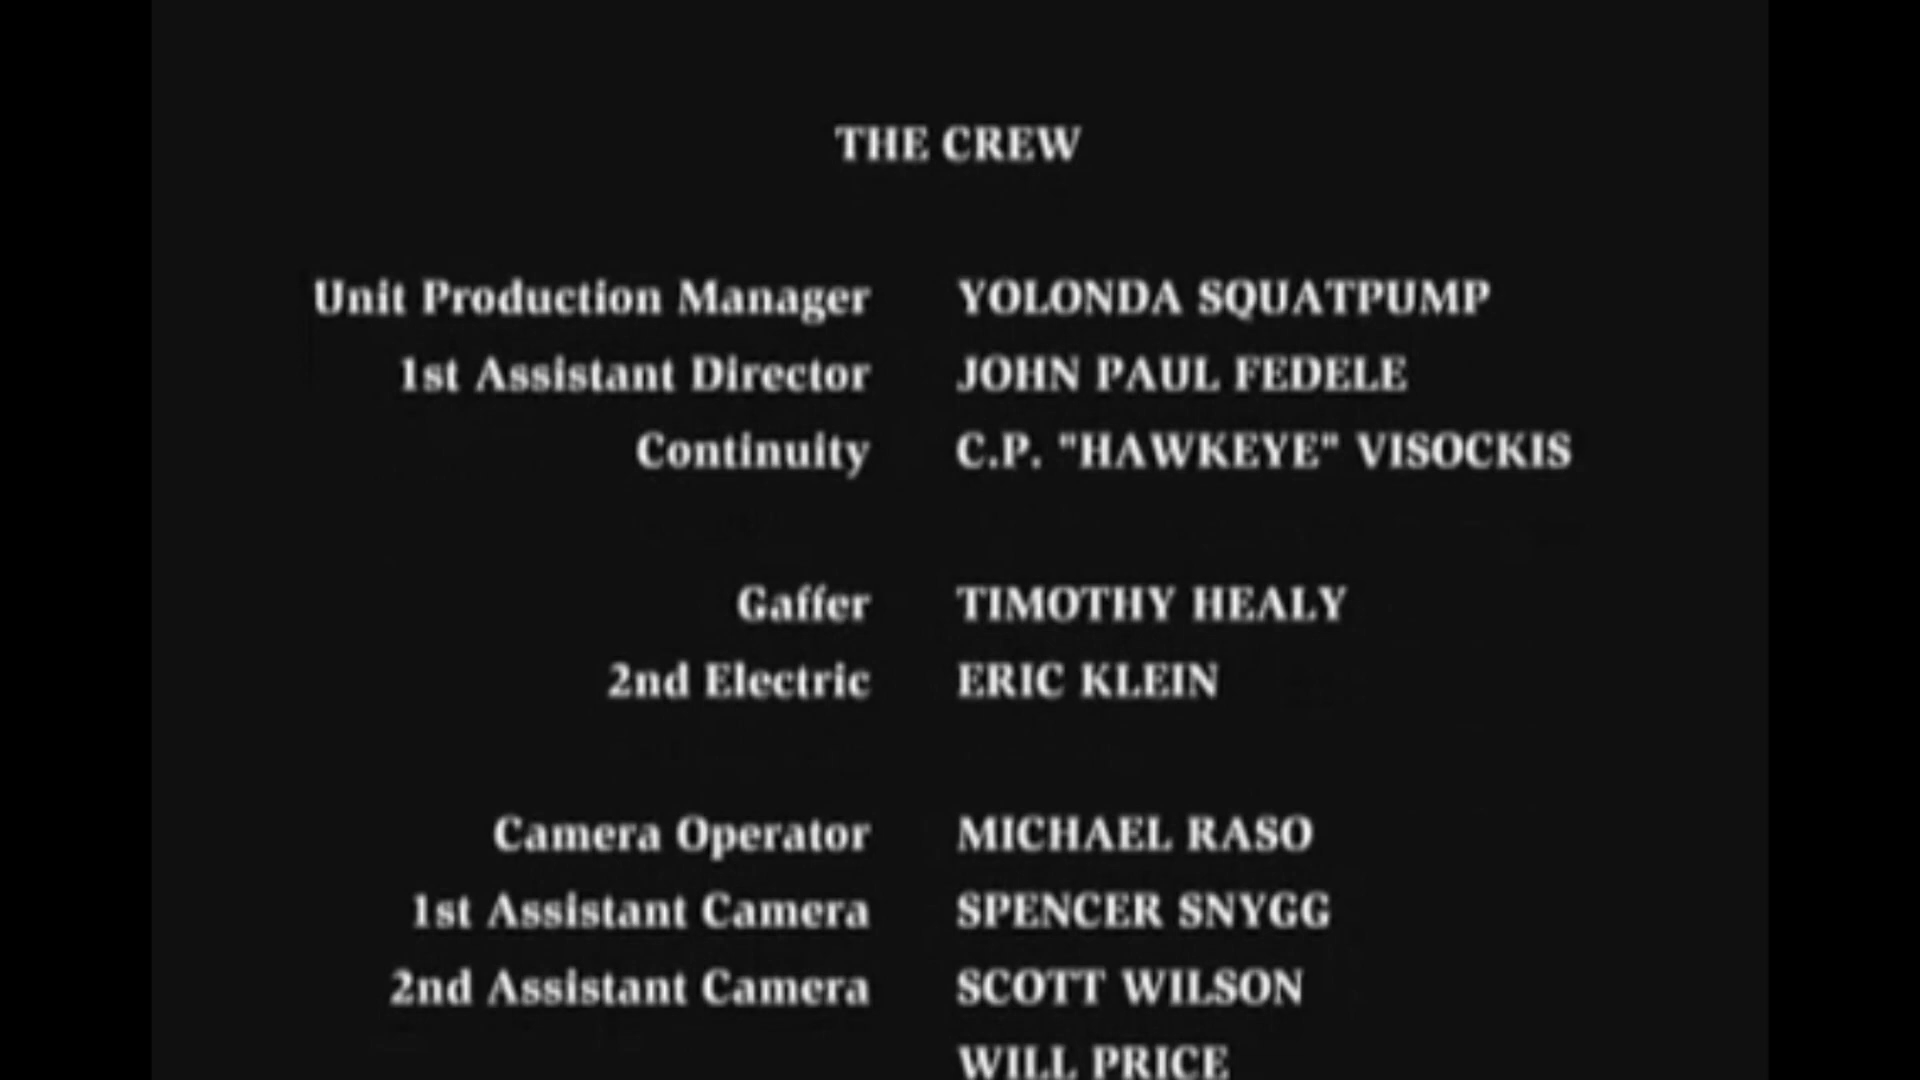 THE CREW
Unit Production Manager YOLONDA SQUATPUMP
1st Assistant Director JOHN PAUL FEDELE
Continuity C.P. "HAWKEYE" VISOCKIS
Gaffer TIMOTHY HEALY
2nd Electric ERIC KLEIN
Camera Operator MICHAEL RASO
1st Assistant Camera SPENCER SNYGG
2nd Assistant Camera SCOTT WILSON
WILL PRICE